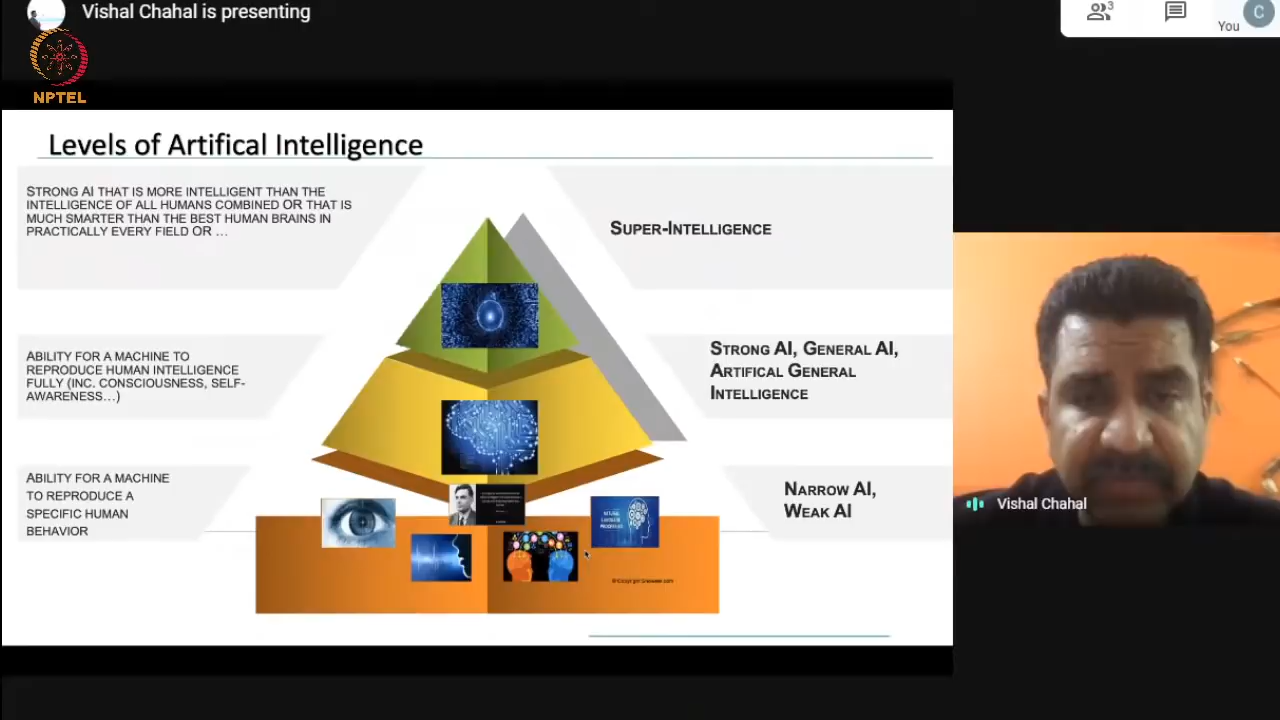 Vishal Chahal is presenting
3
You
C
NPTEL
Levels of Artifical Intelligence
STRONG AI THAT IS MORE INTELLIGENT THAN THE
INTELLIGENCE OF ALL HUMANS COMBINED OR THAT IS
MUCH SMARTER THAN THE BEST HUMAN BRAINS IN
PRACTICALLY EVERY FIELD OR …
SUPER-INTELLIGENCE
ABILITY FOR A MACHINE TO
REPRODUCE HUMAN INTELLIGENCE
FULLY (INC. CONSCIOUSNESS, SELF-
AWARENESS…)
STRONG AI, GENERAL AI,
ARTIFICAL GENERAL
INTELLIGENCE
ABILITY FOR A MACHINE
TO REPRODUCE A
SPECIFIC HUMAN
BEHAVIOR
NARROW AI,
WEAK AI
Vishal Chahal